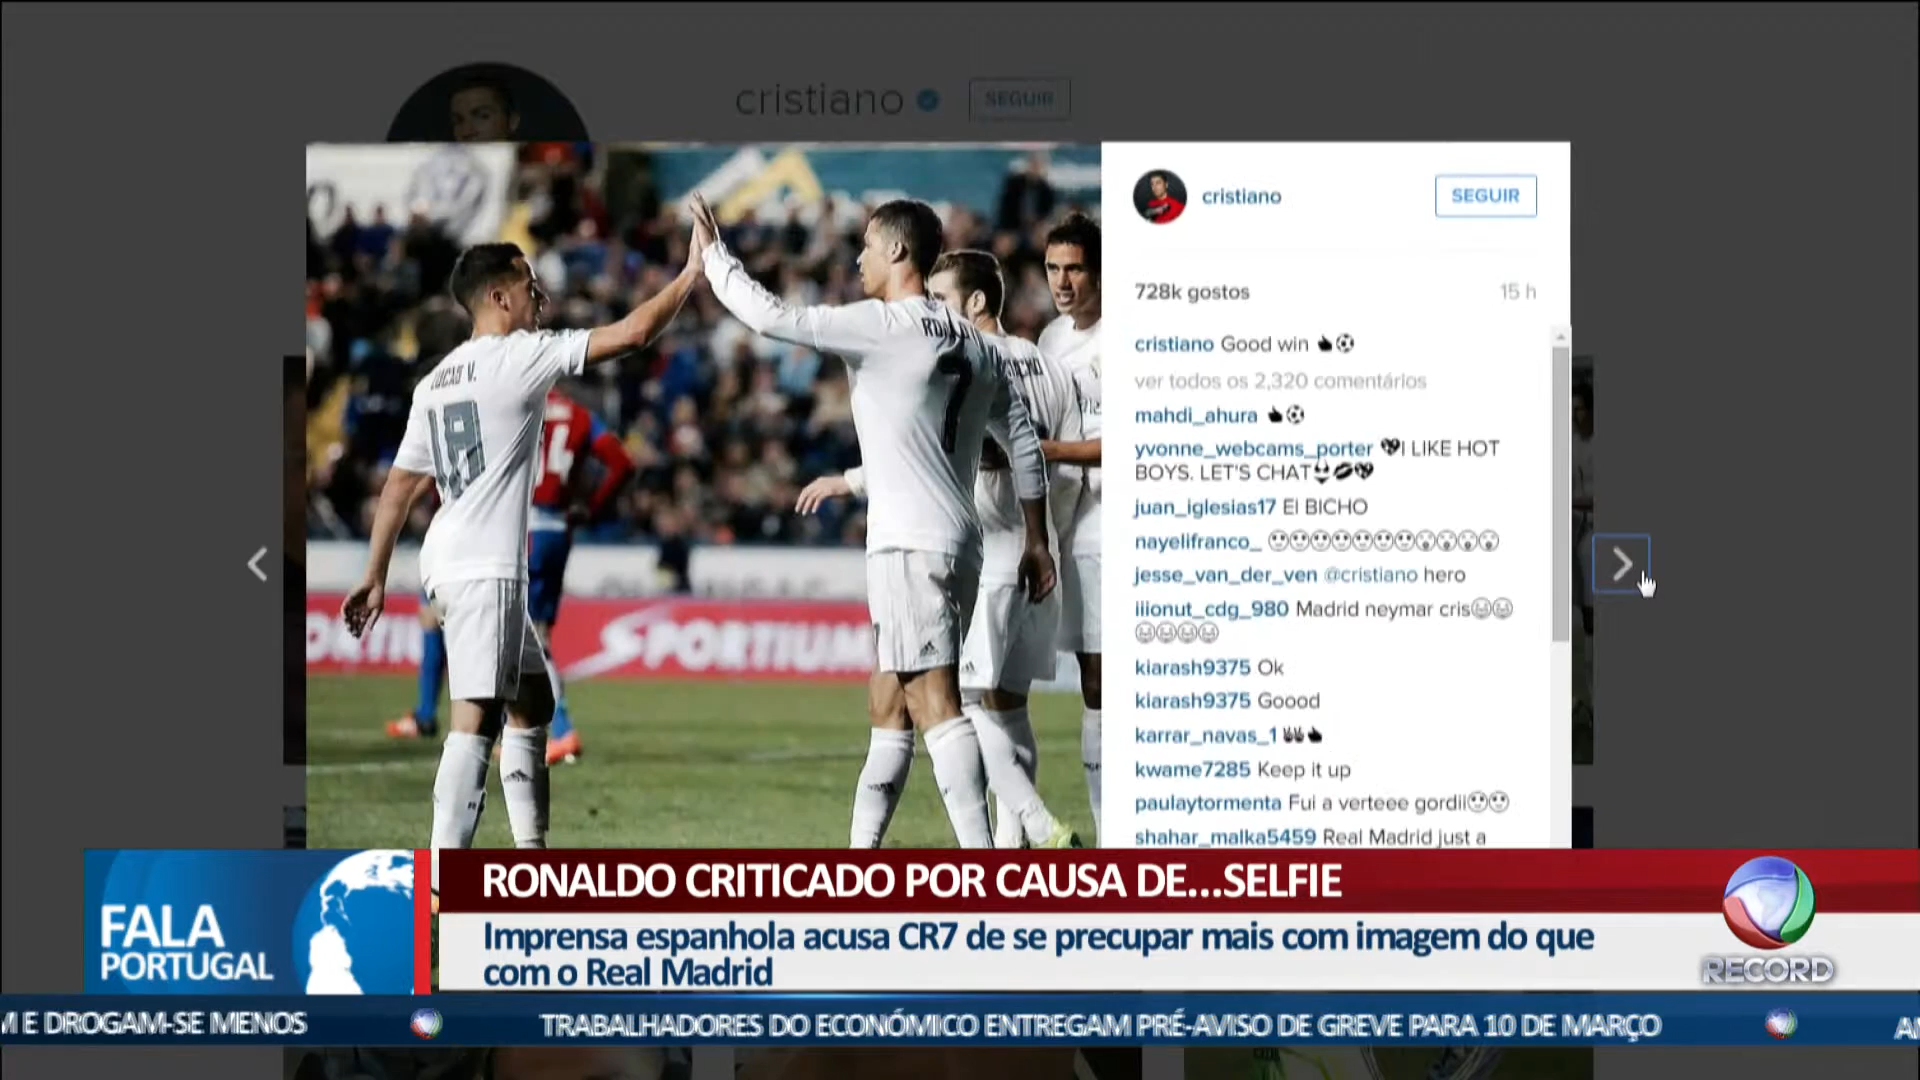 cristiano
SEGUIR
cristiano
SEGUIR
728k gostos
15 h
cristiano Good win
ver todos os 2,320 comentários
mahdi_ahura
yvonne_webcams_porter I LIKE HOT
BOYS. LET'S CHAT
juan_iglesias17 El BICHO
nayelifranco_
jesse_van_der_ven @cristiano hero
iiionut_cdg_980 Madrid neymar cris
kiarash9375 Ok
kiarash9375 Goood
karrar_navas_1
kwame7285 Keep it up
paulaytormenta Fui a verteee gordii
shahar_malka5459 Real Madrid just a
LUCAS V.
18
7
14
SPORTIUM
RONALDO CRITICADO POR CAUSA DE...SELFIE
Imprensa espanhola acusa CR7 de se precupar mais com imagem do que
com o Real Madrid
FALA
PORTUGAL
RECORD
E DROGAM-SE MENOS
TRABALHADORES DO ECONÓMICO ENTREGAM PRÉ-AVISO DE GREVE PARA 10 DE MARÇO